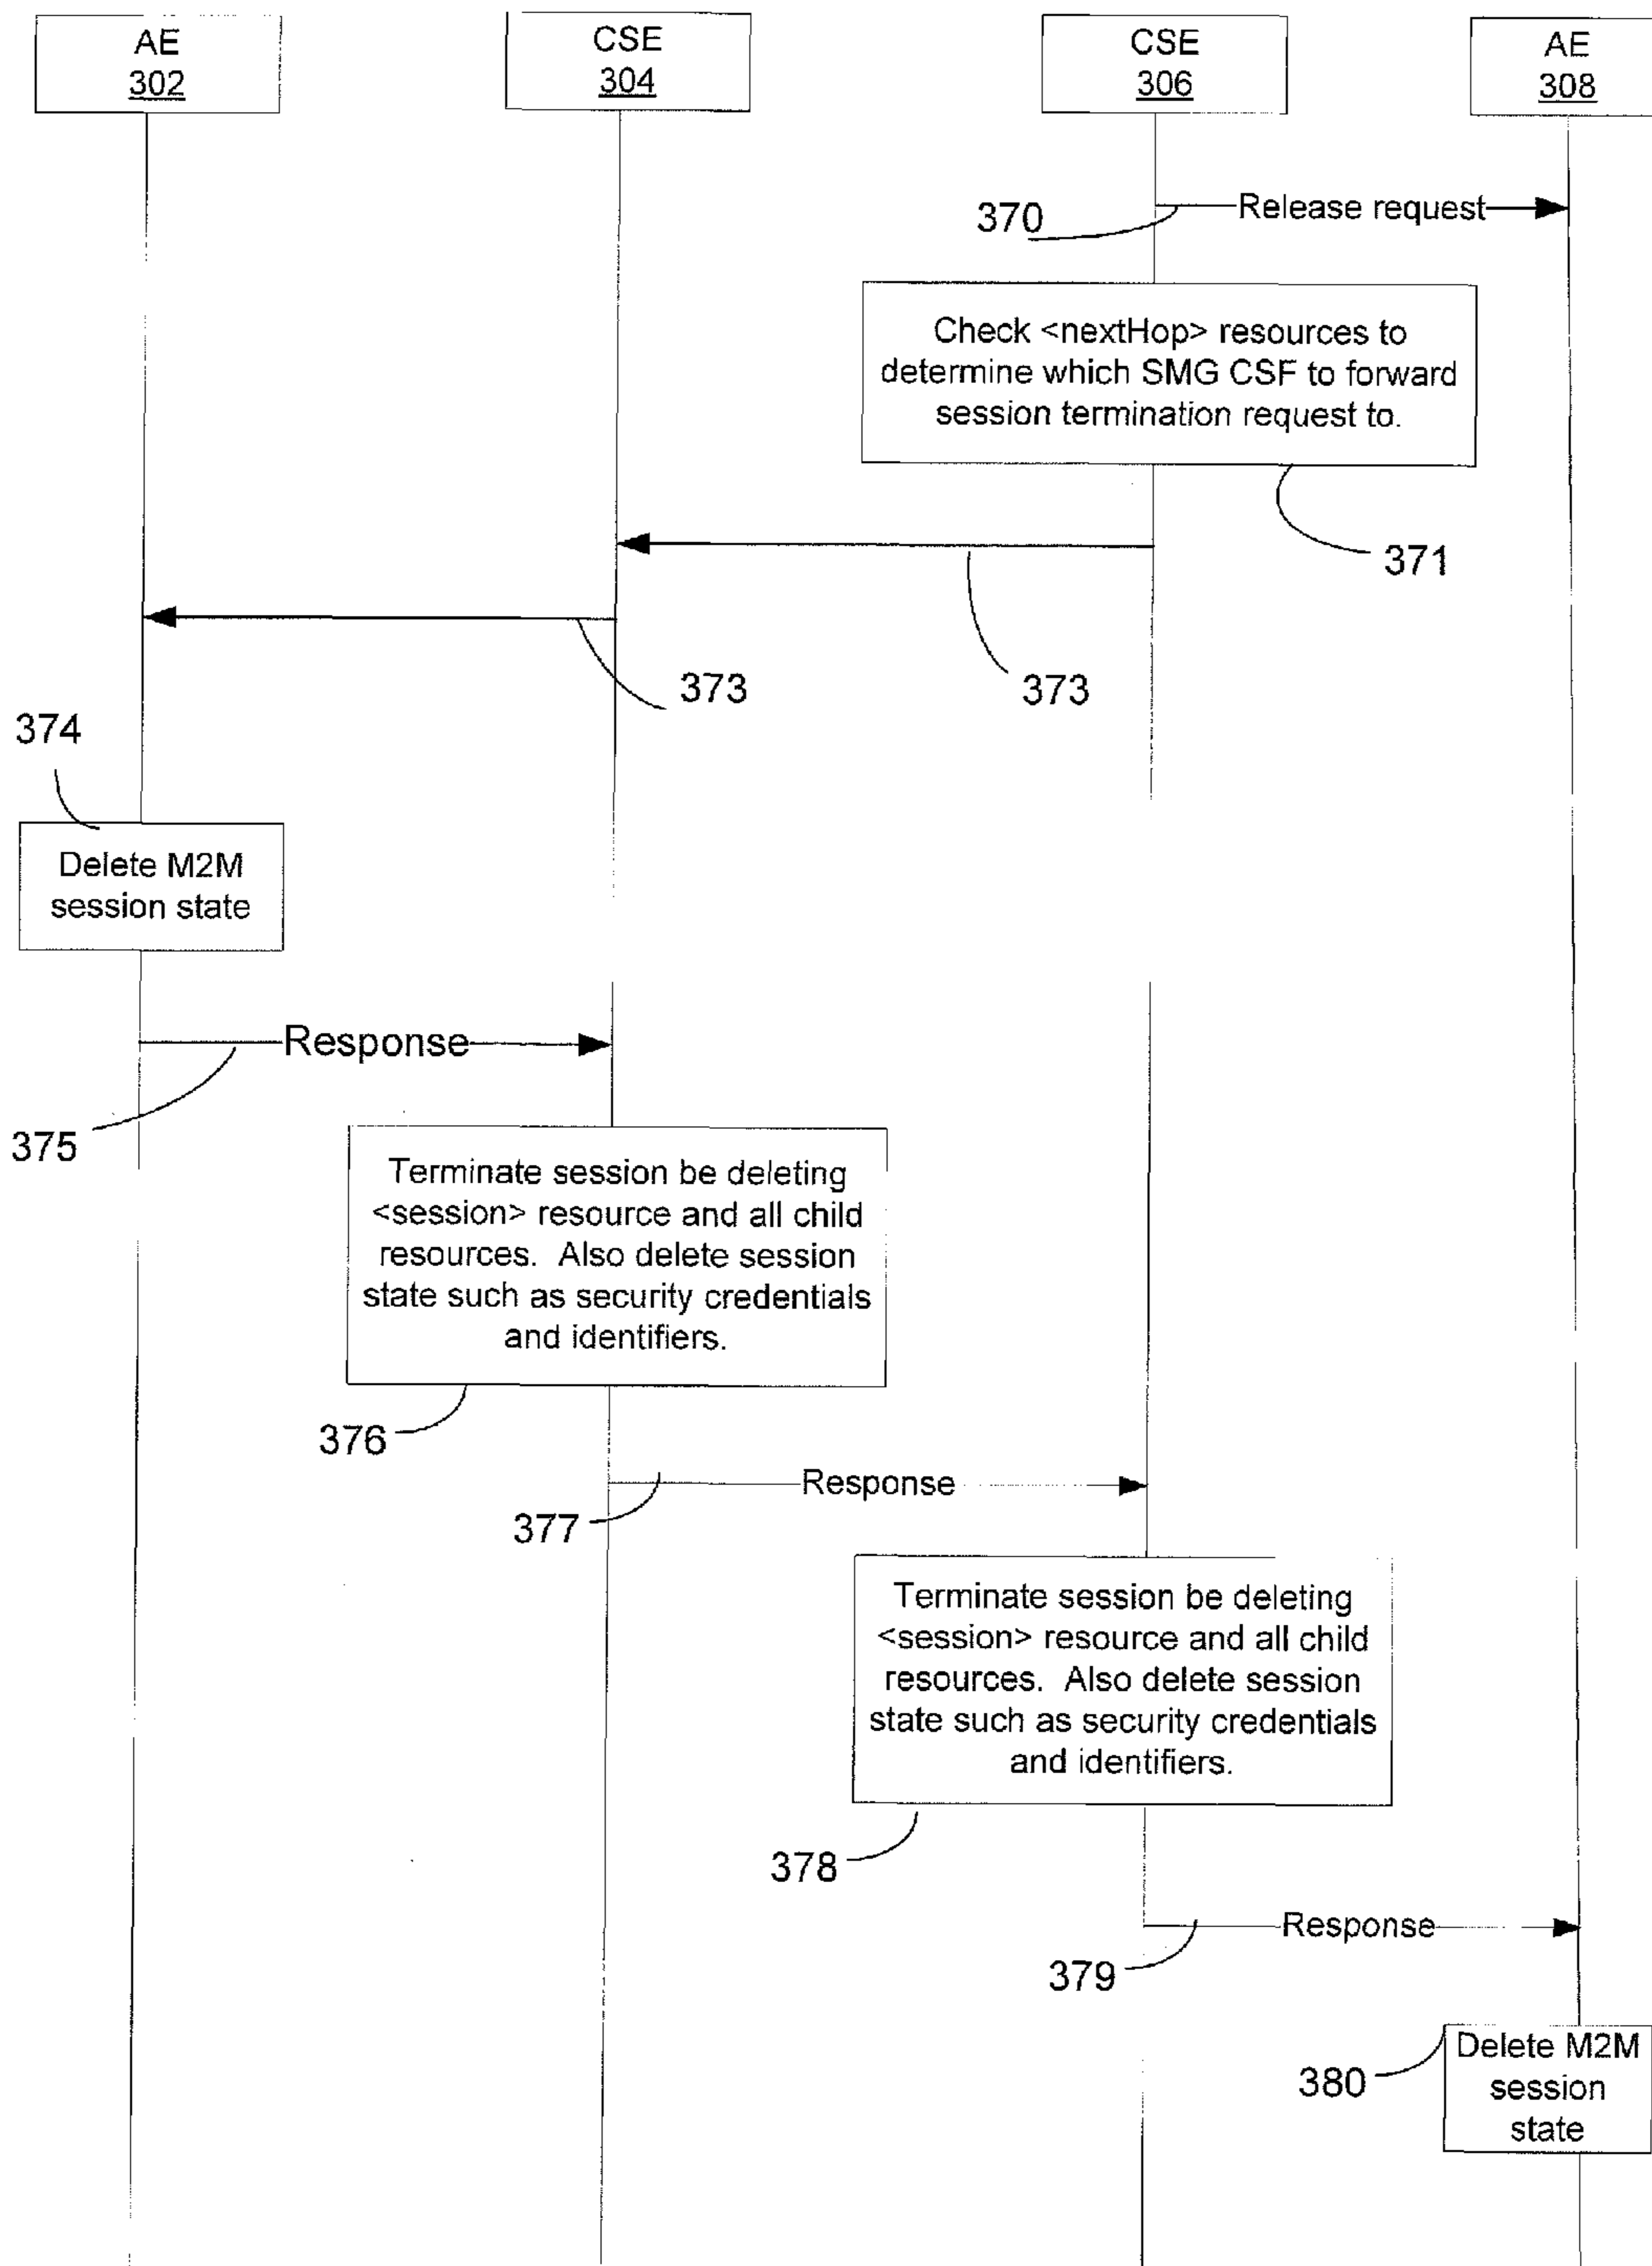 AE
302
CSE
304
CSE
306
AE
308
370
Release request
Check <nextHop> resources to
determine which SMG CSF to forward
session termination request to.
371
373
373
374
Delete M2M
session state
Response
375
Terminate session be deleting
<session> resource and all child
resources. Also delete session
state such as security credentials
and identifiers.
376
Response
377
Terminate session be deleting
<session> resource and all child
resources. Also delete session
state such as security credentials
and identifiers.
378
Response
379
380
Delete M2M
session
state